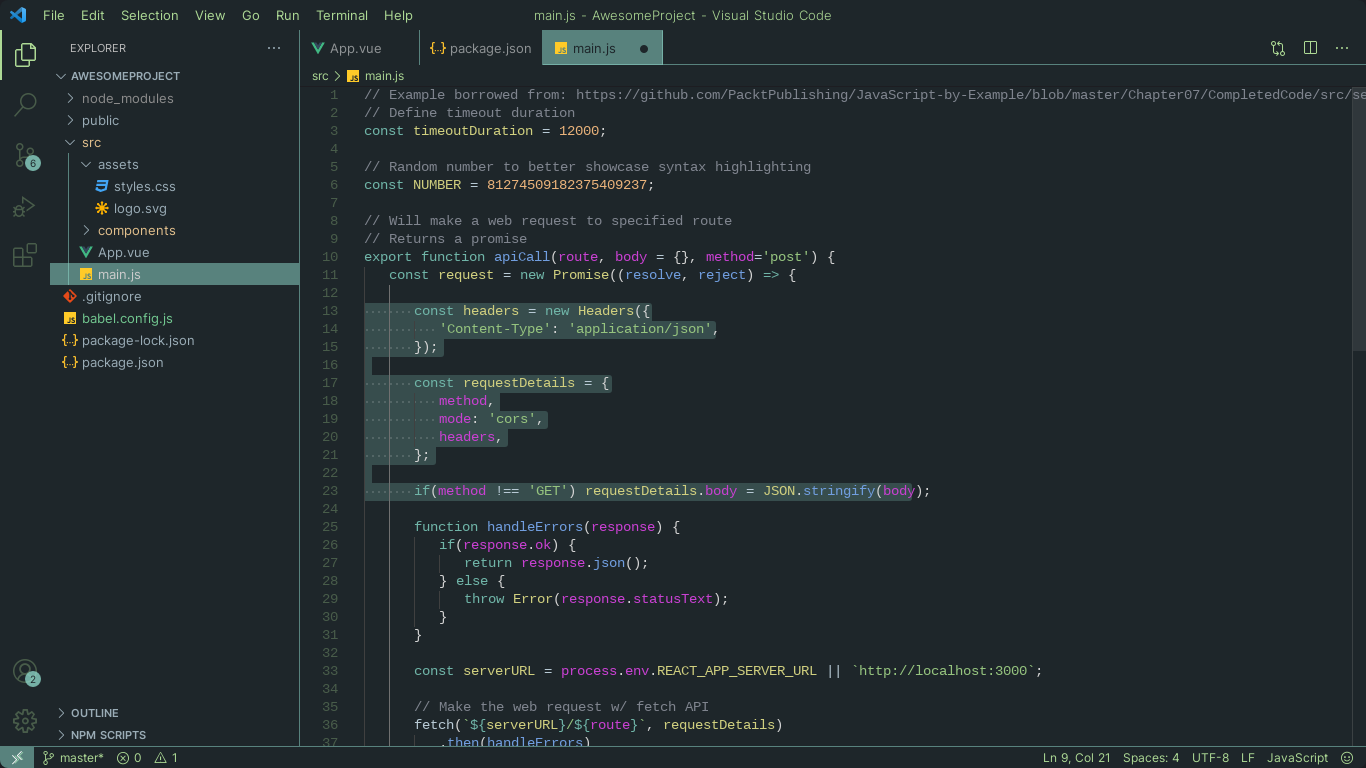 File Edit Selection View Go Run Terminal Help
main.js - AwesomeProject - Visual Studio Code
EXPLORER
AWESOMEPROJECT
node_modules
public
src
assets
styles.css
logo.svg
components
App.vue
main.js
.gitignore
babel.config.js
package-lock.json
package.json
OUTLINE
NPM SCRIPTS
6
2
App.vue
{..} package.json
JS main.js
src > JS main.js
1 // Example borrowed from: https://github.com/PacktPublishing/JavaScript-by-Example/blob/master/Chapter07/CompletedCode/src/se
2 // Define timeout duration
3 const timeoutDuration = 12000;
4
5 // Random number to better showcase syntax highlighting
6 const NUMBER = 81274509182375409237;
7
8 // Will make a web request to specified route
9 // Returns a promise
10 export function apiCall(route, body = {}, method='post') {
11 const request = new Promise((resolve, reject) => {
12
13 const headers = new Headers({
14 'Content-Type': 'application/json',
15 });
16
17 const requestDetails = {
18 method,
19 mode: 'cors',
20 headers,
21 };
22
23 if(method !== 'GET') requestDetails.body = JSON.stringify(body);
24
25 function handleErrors(response) {
26 if(response.ok) {
27 return response.json();
28 } else {
29 throw Error(response.statusText);
30 }
31 }
32
33 const serverURL = process.env.REACT_APP_SERVER_URL || `http://localhost:3000`;
34
35 // Make the web request w/ fetch API
36 fetch(`${serverURL}/${route}`, requestDetails)
37 .then(handleErrors)
master* 0 1
Ln 9, Col 21 Spaces: 4 UTF-8 LF JavaScript